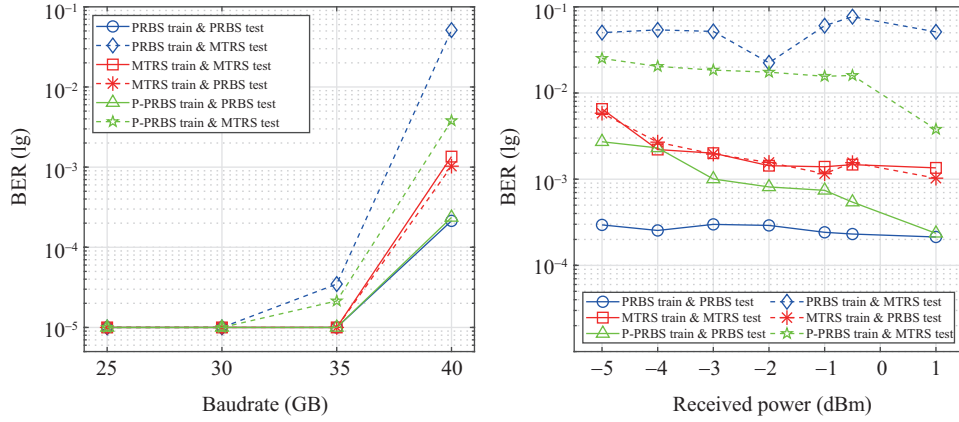 PRBS train & PRBS test
PRBS train & MTRS test
MTRS train & MTRS test
MTRS train & PRBS test
P-PRBS train & PRBS test
P-PRBS train & MTRS test
BER (lg)
10⁻¹
10⁻²
10⁻³
10⁻⁴
10⁻⁵
25 30 35 40
Baudrate (GB)
BER (lg)
10⁻¹
10⁻²
10⁻³
10⁻⁴
PRBS train & PRBS test PRBS train & MTRS test
MTRS train & MTRS test MTRS train & PRBS test
P-PRBS train & PRBS test P-PRBS train & MTRS test
−5 −4 −3 −2 −1 0 1
Received power (dBm)